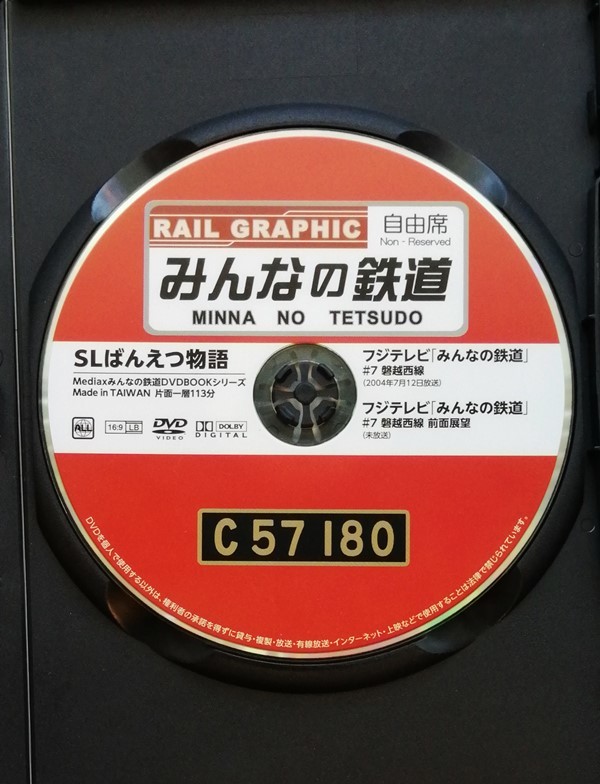 RAIL GRAPHIC
自由席
Non - Reserved
みんなの鉄道
MINNA NO TETSUDO
SLばんえつ物語
Mediaxみんなの鉄道DVDBOOKシリーズ
Made in TAIWAN 片面一層113分
ALL
16:9 LB
DVD
VIDEO
DOLBY
DIGITAL
フジテレビ「みんなの鉄道」
#7 磐越西線
(2004年7月12日放送)
フジテレビ「みんなの鉄道」
#7 磐越西線 前面展望
(未放送)
C57 180
DVDを個人で使用する以外は、権利者の承諾を得ずに貸与・複製・放送・有線放送・インターネット・上映などで使用することは法律で禁じられています。